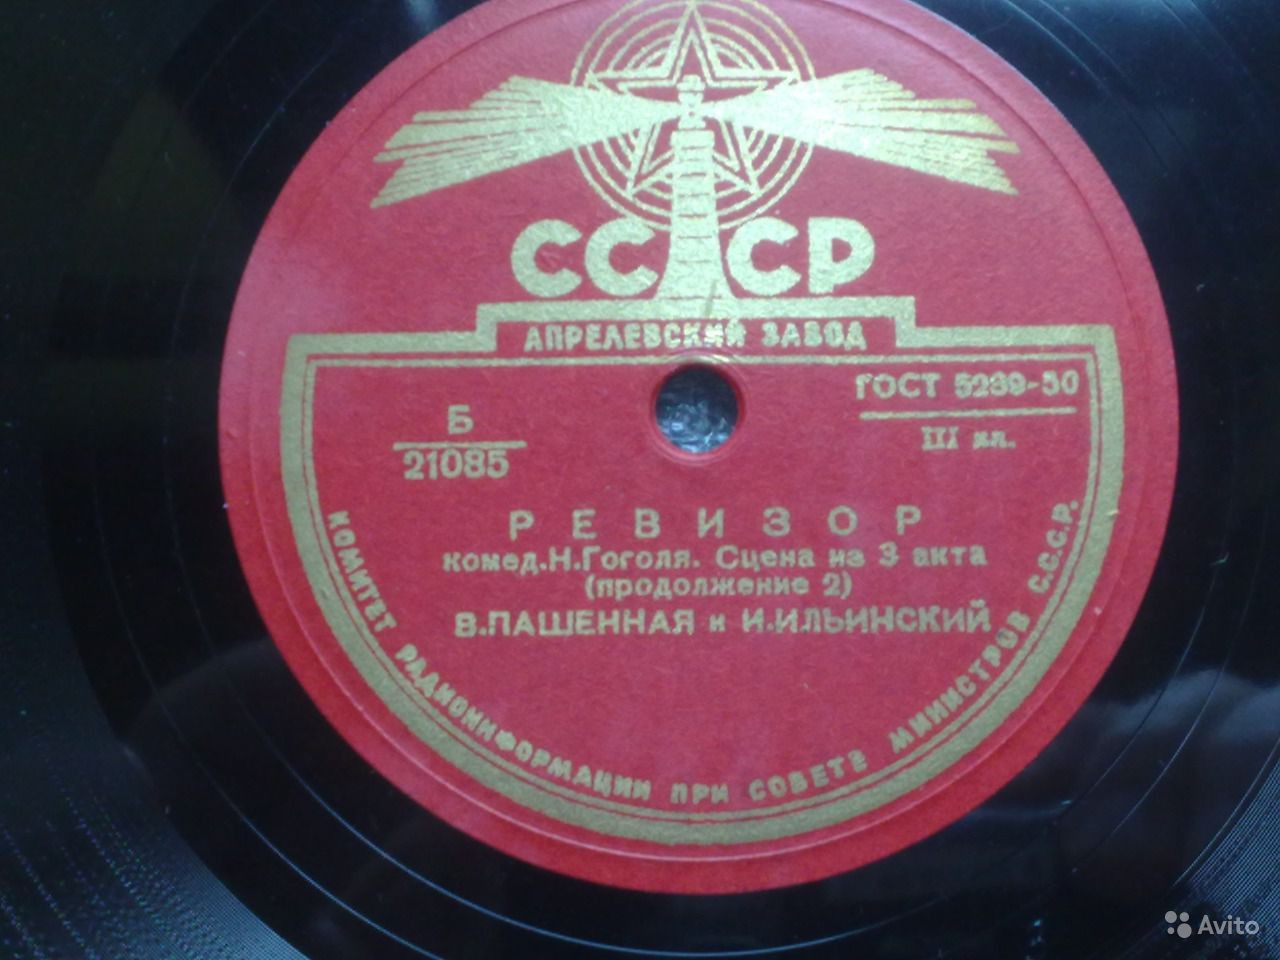 СССР
АПРЕЛЕВСКИЙ ЗАВОД
ГОСТ 5289-50
III кл.
Б
21085
РЕВИЗОР
комед.Н.Гоголя. Сцена из 3 акта
(продолжение 2)
В.ПАШЕННАЯ и И.ИЛЬИНСКИЙ
КОМИТЕТ РАДИОИНФОРМАЦИИ ПРИ СОВЕТЕ МИНИСТРОВ С.С.С.Р.
Avito